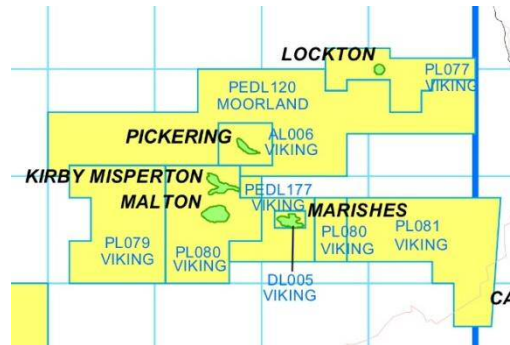 LOCKTON
PL077
VIKING
PEDL120
MOORLAND
PICKERING
AL006
VIKING
KIRBY MISPERTON
MALTON
PEDL177
VIKING
MARISHES
PL079
VIKING
PL080
VIKING
PL080
VIKING
PL081
VIKING
DL005
VIKING
CA